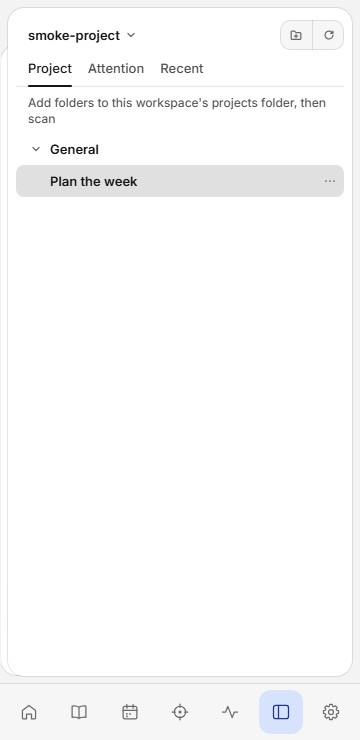 smoke-project
Project Attention Recent
Add folders to this workspace's projects folder, then
scan
General
Plan the week